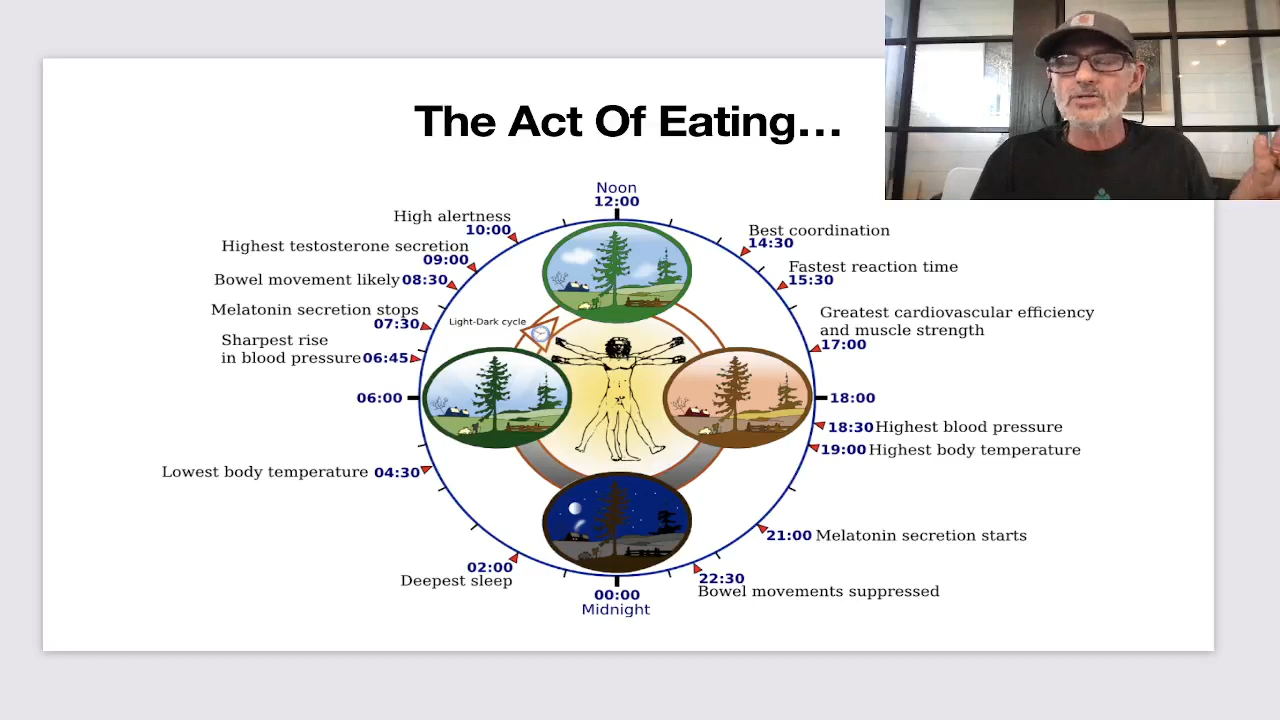 The Act Of Eating…
Noon
12:00
High alertness
10:00
Highest testosterone secretion
09:00
Bowel movement likely 08:30
Melatonin secretion stops
07:30
Sharpest rise
in blood pressure 06:45
06:00
Lowest body temperature 04:30
02:00
Deepest sleep
00:00
Midnight
Light-Dark cycle
Best coordination
14:30
Fastest reaction time
15:30
Greatest cardiovascular efficiency
and muscle strength
17:00
18:00
18:30 Highest blood pressure
19:00 Highest body temperature
21:00 Melatonin secretion starts
22:30
Bowel movements suppressed